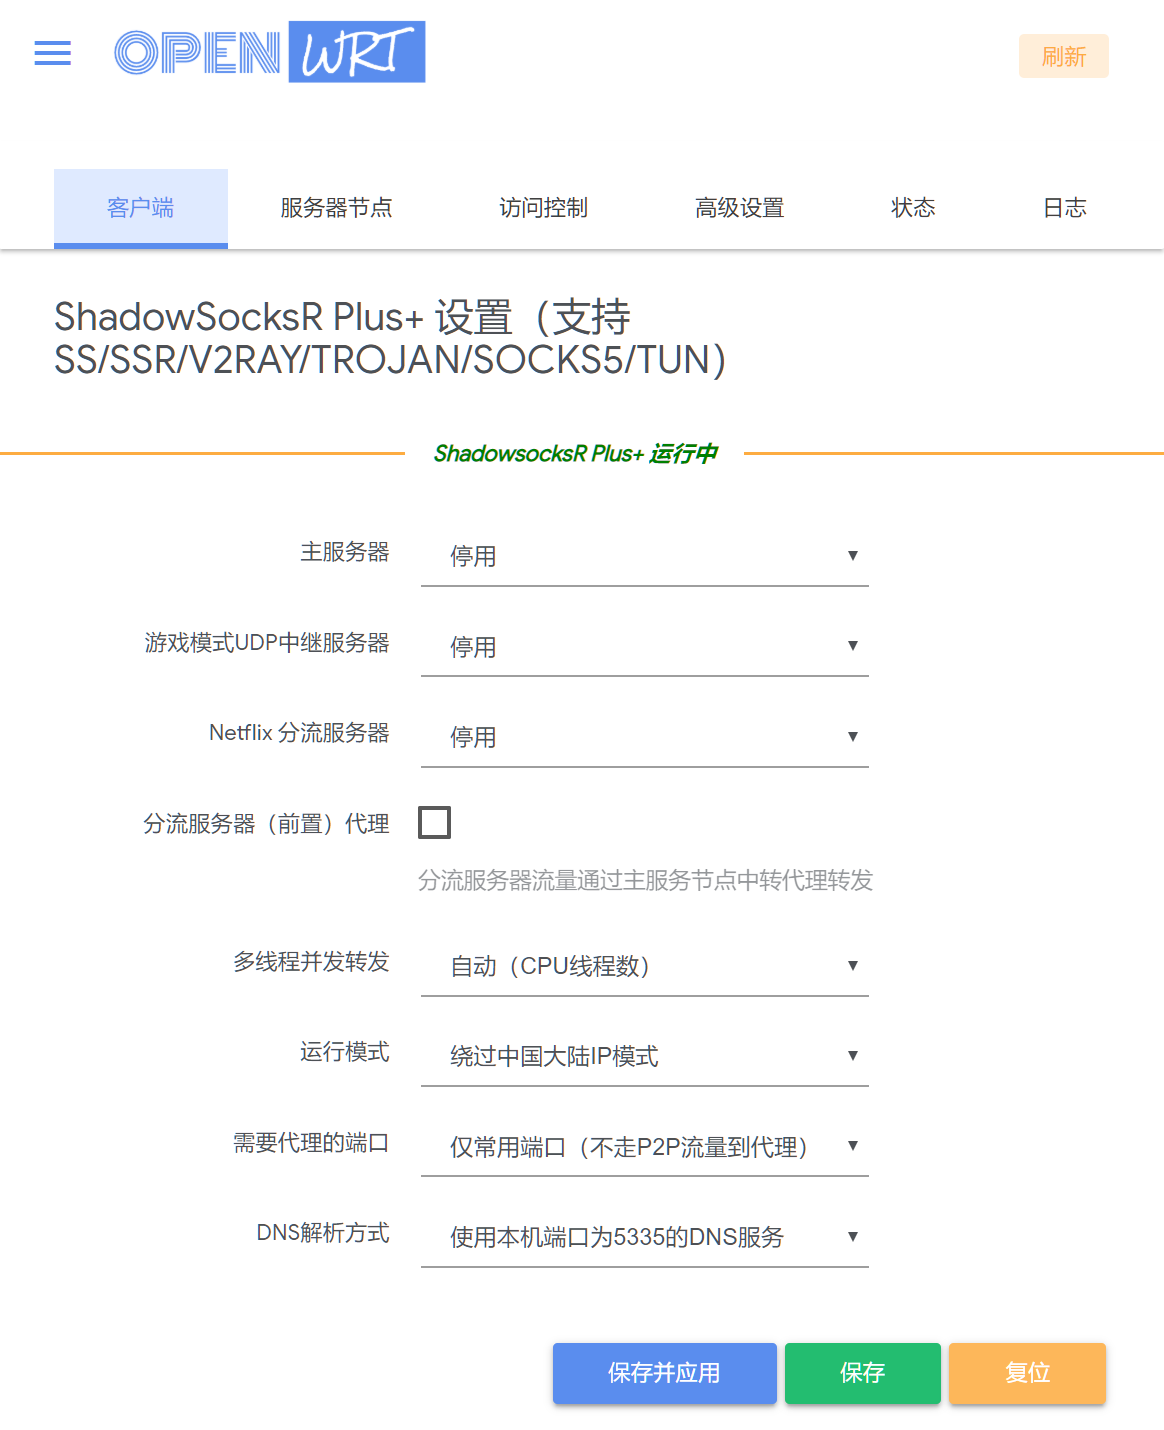 OPENWRT
刷新
客户端 服务器节点 访问控制 高级设置 状态 日志
ShadowSocksR Plus+ 设置（支持
SS/SSR/V2RAY/TROJAN/SOCKS5/TUN）
ShadowsocksR Plus+ 运行中
主服务器 停用
游戏模式UDP中继服务器 停用
Netflix 分流服务器 停用
分流服务器（前置）代理
分流服务器流量通过主服务节点中转代理转发
多线程并发转发 自动（CPU线程数）
运行模式 绕过中国大陆IP模式
需要代理的端口 仅常用端口（不走P2P流量到代理）
DNS解析方式 使用本机端口为5335的DNS服务
保存并应用 保存 复位